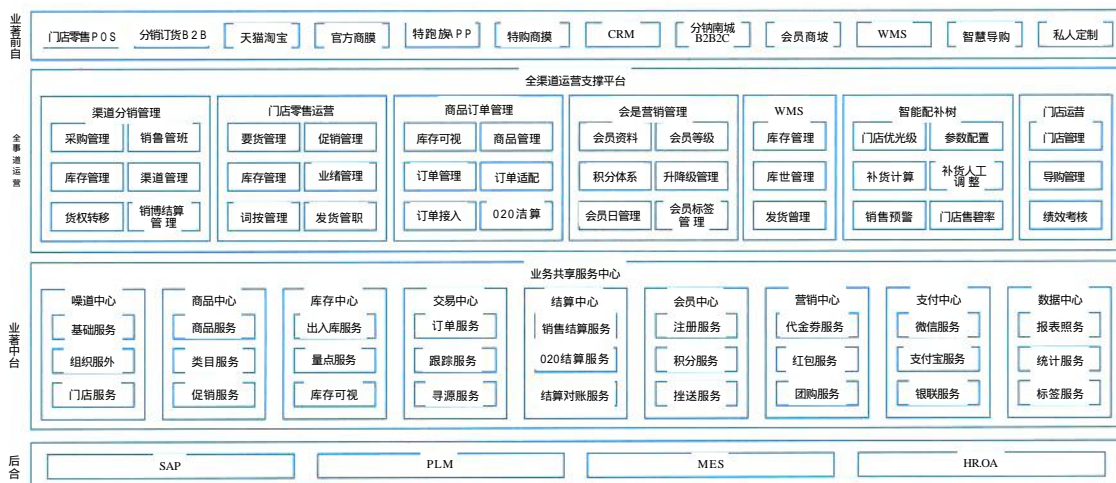 业著前自
门店零售POS
分销订货B2B
天猫淘宝
官方商膜
特跑族APP
特购商摸
CRM
分钠南城
B2B2C
会员商坡
WMS
智慧导购
私人定制
全事道运营
全渠道运营支撑平台
渠道分销管理
采购管理 销鲁管班
库存管理 渠道管理
货权转移 销博结算
管理
门店零售运营
要货管理 促销管理
库存管理 业绪管理
词按管理 发货管职
商品订单管理
库存可视 商品管理
订单管理 订单适配
订单接入 020洁算
会是营销管理
会员资料 会员等级
积分体系 升降级管理
会员日管理 会员标签
管理
WMS
库存管理
库世管理
发货曾理
智能配补树
门店优光级 参数配置
补货计算 补货人工
调整
销售预警 门店售碧率
门店运昔
门店管理
导购管理
绩效考核
业著中台
业务共享服务中心
噪道中心
基础服务
组织服外
门店服务
商品中心
商品服务
类目服务
促销服务
库存中心
出入库服务
量点服务
库存可视
交易中心
订单服务
跟踪服务
寻源服务
结算中心
销售结算服务
020结算服务
结算对账服务
会员中心
注册服务
积分服务
挫送服务
营销中心
代金券服务
红包服务
团购服务
支付中心
微信服务
支付宝服务
银联服务
数据中心
报表照务
统计服务
标签服务
后合
SAP
PLM
MES
HR.OA